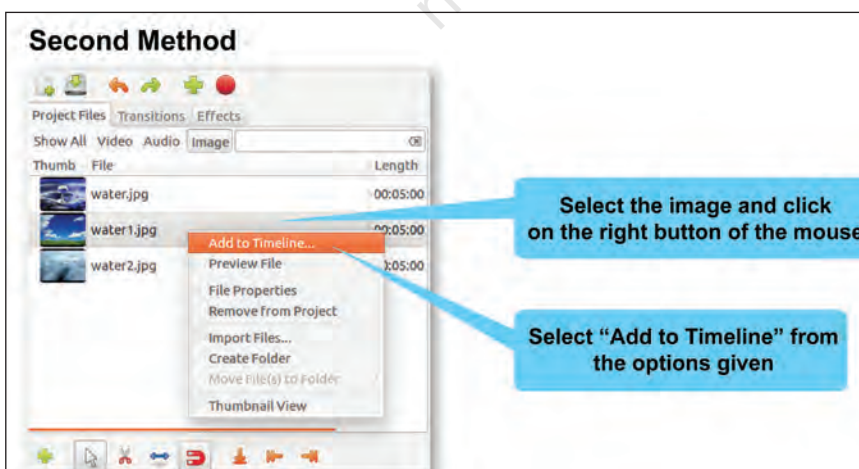 Second Method
Project Files Transitions Effects
Show All Video Audio Image
Thumb File Length
water.jpg 00:05:00
water1.jpg 00:05:00
water2.jpg 0:05:00
Add to Timeline...
Preview File
File Properties
Remove from Project
Import Files...
Create Folder
Move File(s) to Folder
Thumbnail View
Select the image and click
on the right button of the mouse
Select “Add to Timeline” from
the options given